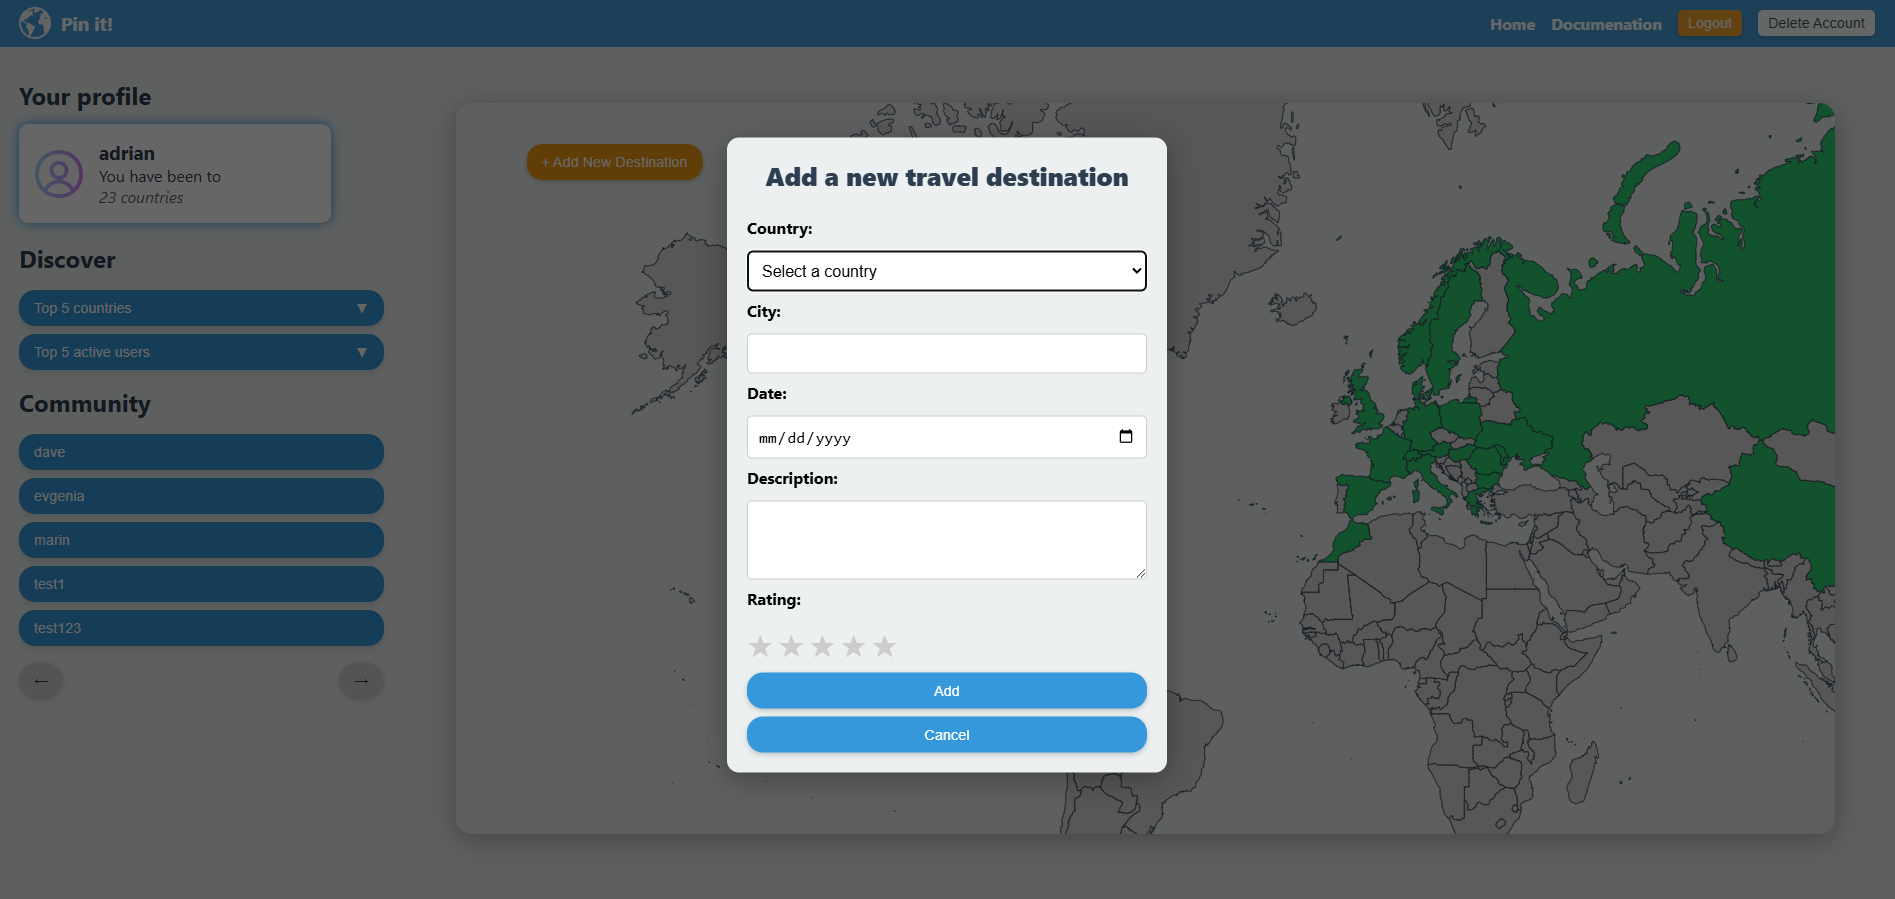 Pin it!
Home
Documenation
Logout
Delete Account
Your profile
adrian
You have been to
23 countries
Discover
Top 5 countries ▼
Top 5 active users ▼
Community
dave
evgenia
marin
test1
test123
← →
+ Add New Destination
Add a new travel destination
Country:
Select a country
City:
Date:
mm/dd/yyyy
Description:
Rating:
★ ★ ★ ★ ★
Add
Cancel